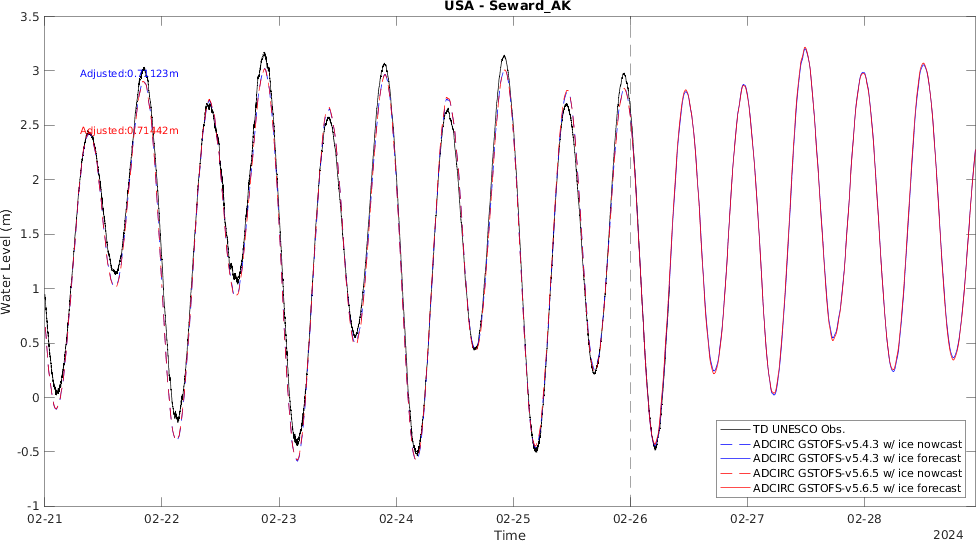 USA - Seward_AK
3.5
3
2.5
2
1.5
1
0.5
0
-0.5
-1
Water Level (m)
Adjusted:0.71123m
Adjusted:0.71442m
TD UNESCO Obs.
ADCIRC GSTOFS-v5.4.3 w/ ice nowcast
ADCIRC GSTOFS-v5.4.3 w/ ice forecast
ADCIRC GSTOFS-v5.6.5 w/ ice nowcast
ADCIRC GSTOFS-v5.6.5 w/ ice forecast
02-21 02-22 02-23 02-24 02-25 02-26 02-27 02-28
Time
2024